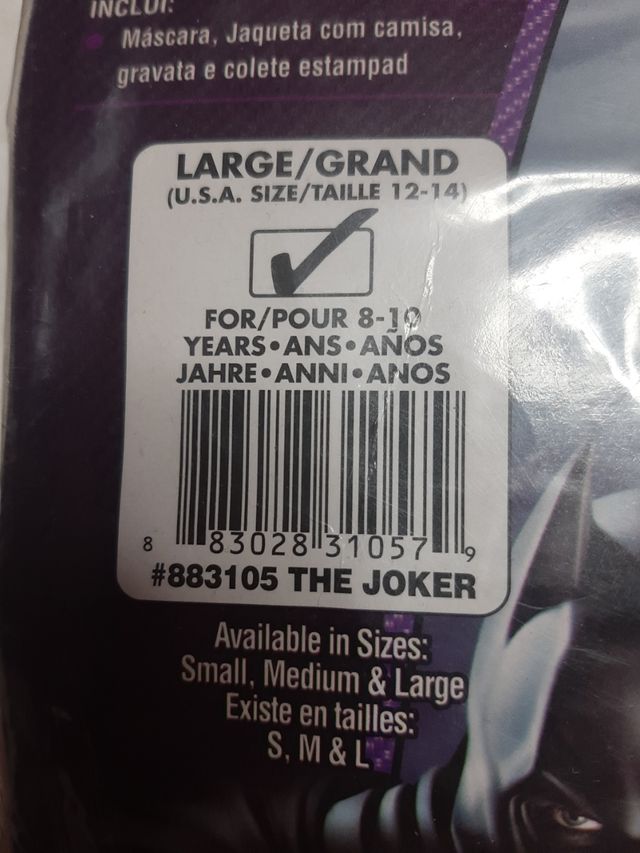 INCLUI:
Máscara, Jaqueta com camisa,
gravata e colete estampad
LARGE/GRAND
(U.S.A. SIZE/TAILLE 12-14)
FOR/POUR 8-10
YEARS•ANS•AÑOS
JAHRE•ANNI•ANOS
8 83028 31057 9
#883105 THE JOKER
Available in Sizes:
Small, Medium & Large
Existe en tailles:
S, M & L